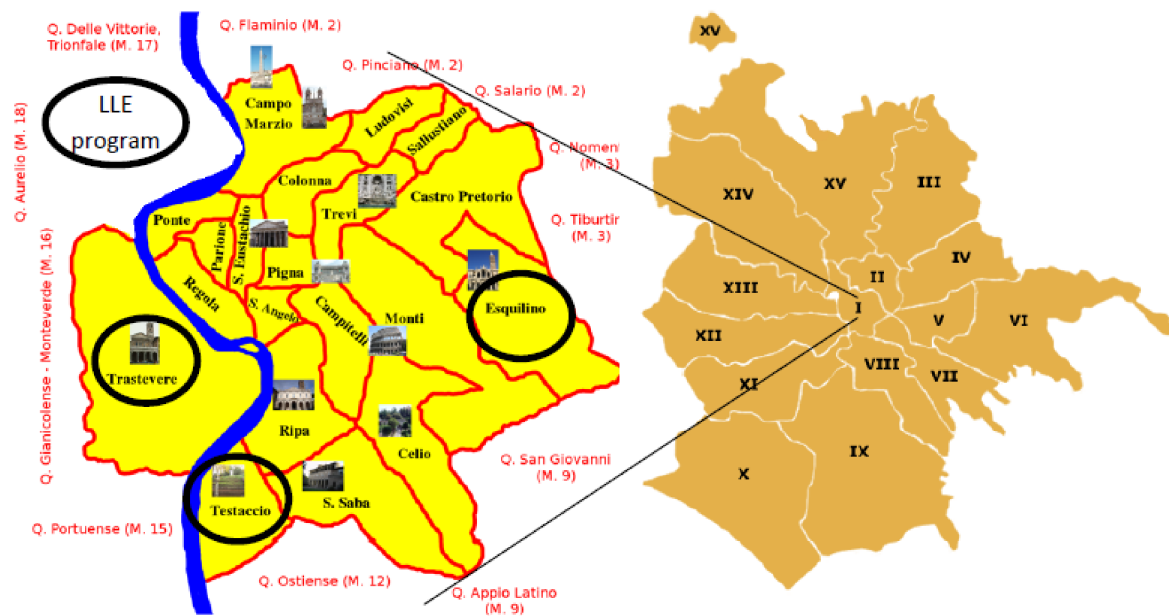 Q. Delle Vittorie,
Trionfale (M. 17)
Q. Flaminio (M. 2)
Q. Pinciano (M. 2)
Q. Salario (M. 2)
Q. Nomen
(M. 3)
Q. Tiburtir
(M. 3)
Q. San Giovanni
(M. 9)
Q. Appio Latino
(M. 9)
Q. Ostiense (M. 12)
Q. Portuense (M. 15)
Q. Gianicolense - Monteverde (M. 16)
Q. Aurelio (M. 18)
LLE
program
Campo
Marzio
Ludovisi
Sallustiano
Colonna
Trevi
Castro Pretorio
Ponte
Parione
S. Eustachio
Pigna
Regola
S. Angelo
Campitelli
Monti
Esquilino
Trastevere
Ripa
Celio
Testaccio
S. Saba
XV
XIV
XV
III
II
IV
XIII
I
V
VI
XII
VIII
VII
XI
IX
X